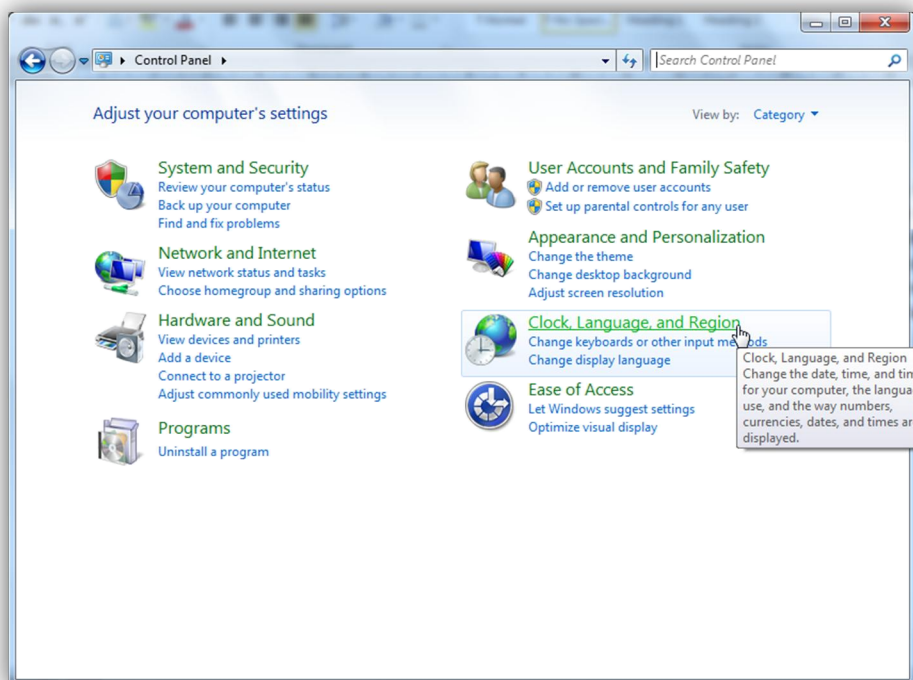 Control Panel
Search Control Panel
Adjust your computer's settings
View by: Category
System and Security
Review your computer's status
Back up your computer
Find and fix problems
Network and Internet
View network status and tasks
Choose homegroup and sharing options
Hardware and Sound
View devices and printers
Add a device
Connect to a projector
Adjust commonly used mobility settings
Programs
Uninstall a program
User Accounts and Family Safety
Add or remove user accounts
Set up parental controls for any user
Appearance and Personalization
Change the theme
Change desktop background
Adjust screen resolution
Clock, Language, and Region
Change keyboards or other input methods
Change display language
Ease of Access
Let Windows suggest settings
Optimize visual display
Clock, Language, and Region
Change the date, time, and
for your computer, the
use, and the way numbers,
currencies, dates, and times
displayed.